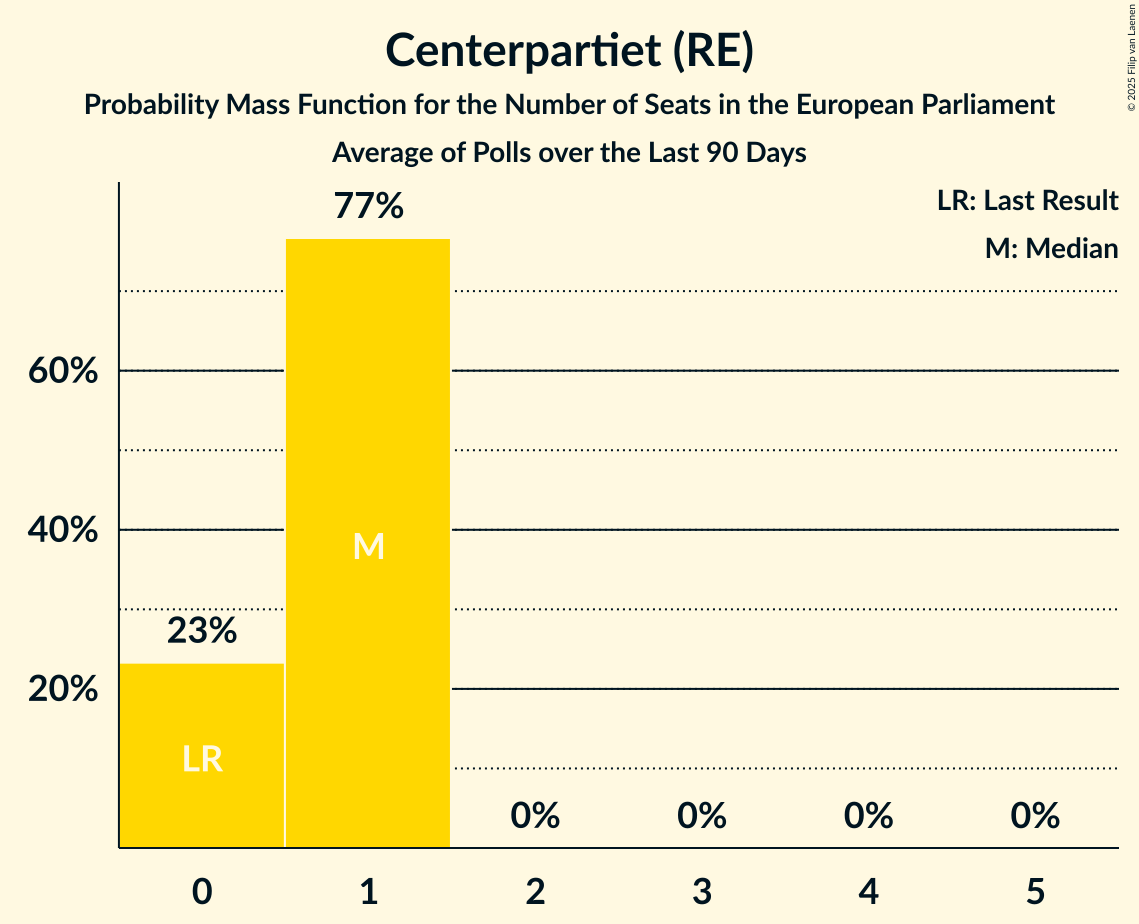 Centerpartiet (RE)
Probability Mass Function for the Number of Seats in the European Parliament
Average of Polls over the Last 90 Days
© 2025 Filip van Laenen
LR: Last Result
M: Median
77%
60%
40%
20%
23%
M
LR
0%
0%
0%
0%
0
1
2
3
4
5